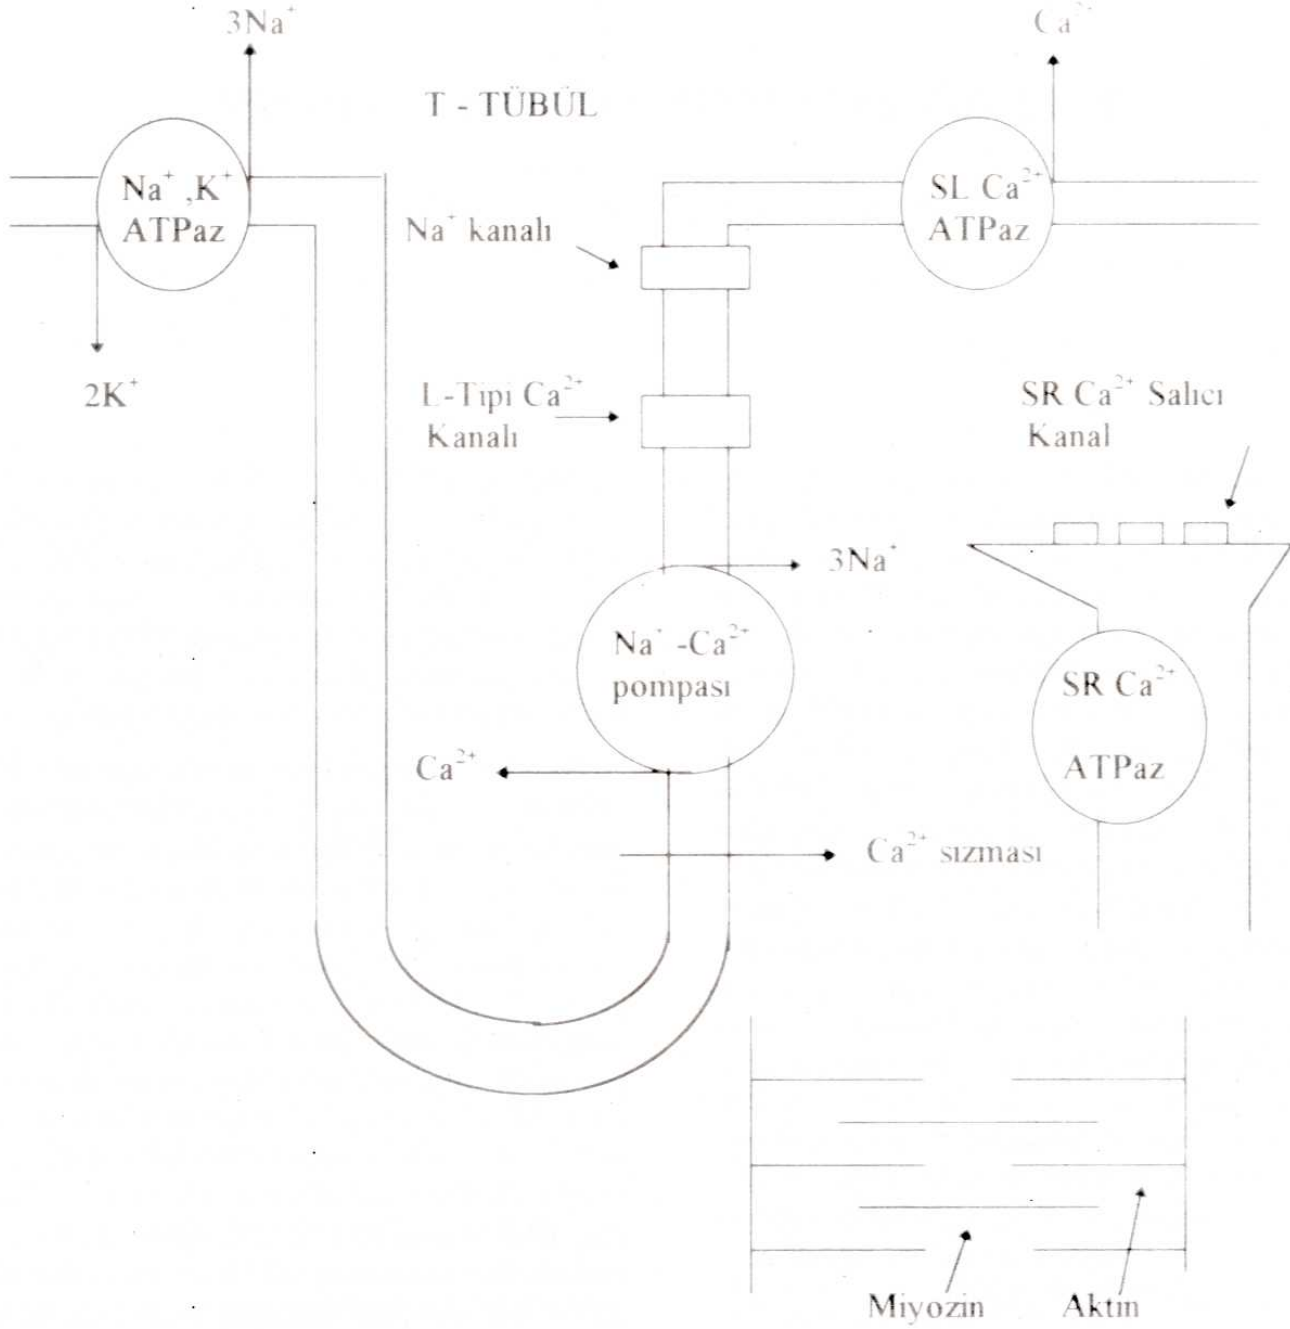 3Na⁺
Ca²⁺
T - TÜBÜL
Na⁺ ,K⁺
ATPaz
SL Ca²⁺
ATPaz
Na⁺ kanalı
2K⁺
L-Tipi Ca²⁺
Kanalı
SR Ca²⁺ Salıcı
Kanal
3Na⁺
Na⁺ -Ca²⁺
pompası
SR Ca²⁺
ATPaz
Ca²⁺
Ca²⁺ sızması
Miyozin
Aktin